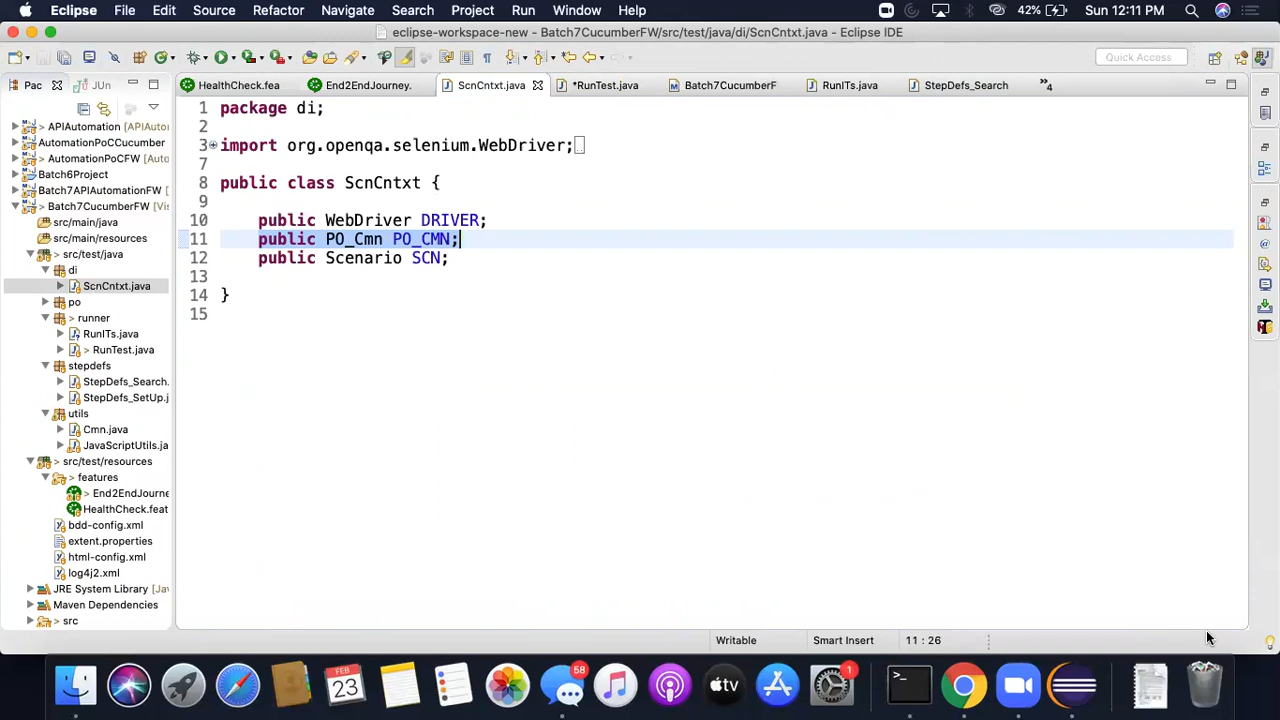 Eclipse File Edit Source Refactor Navigate Search Project Run Window Help 42% Sun 12:11 PM
eclipse-workspace-new - Batch7CucumberFW/src/test/java/di/ScnCntxt.java - Eclipse IDE
Quick Access
Pac JUn HealthCheck.fea End2EndJourney. ScnCntxt.java *RunTest.java Batch7CucumberF RunITs.java StepDefs_Search »4
> APIAutomation [APIAutor
AutomationPoCCucumber
> AutomationPoCFW [Auto
Batch6Project
Batch7APIAutomationFW [
> Batch7CucumberFW [Vis
src/main/java
src/main/resources
> src/test/java
di
ScnCntxt.java
po
> runner
RunITs.java
> RunTest.java
stepdefs
StepDefs_Search.
StepDefs_SetUp.j
utils
Cmn.java
JavaScriptUtils.ja
> src/test/resources
> features
> End2EndJourne
HealthCheck.feat
bdd-config.xml
extent.properties
html-config.xml
log4j2.xml
JRE System Library [Java
Maven Dependencies
> src
1 package di;
2
3 import org.openqa.selenium.WebDriver;
7
8 public class ScnCntxt {
9
10 public WebDriver DRIVER;
11 public PO_Cmn PO_CMN;
12 public Scenario SCN;
13
14 }
15
Writable Smart Insert 11 : 26
FEB 23 58 tv 1